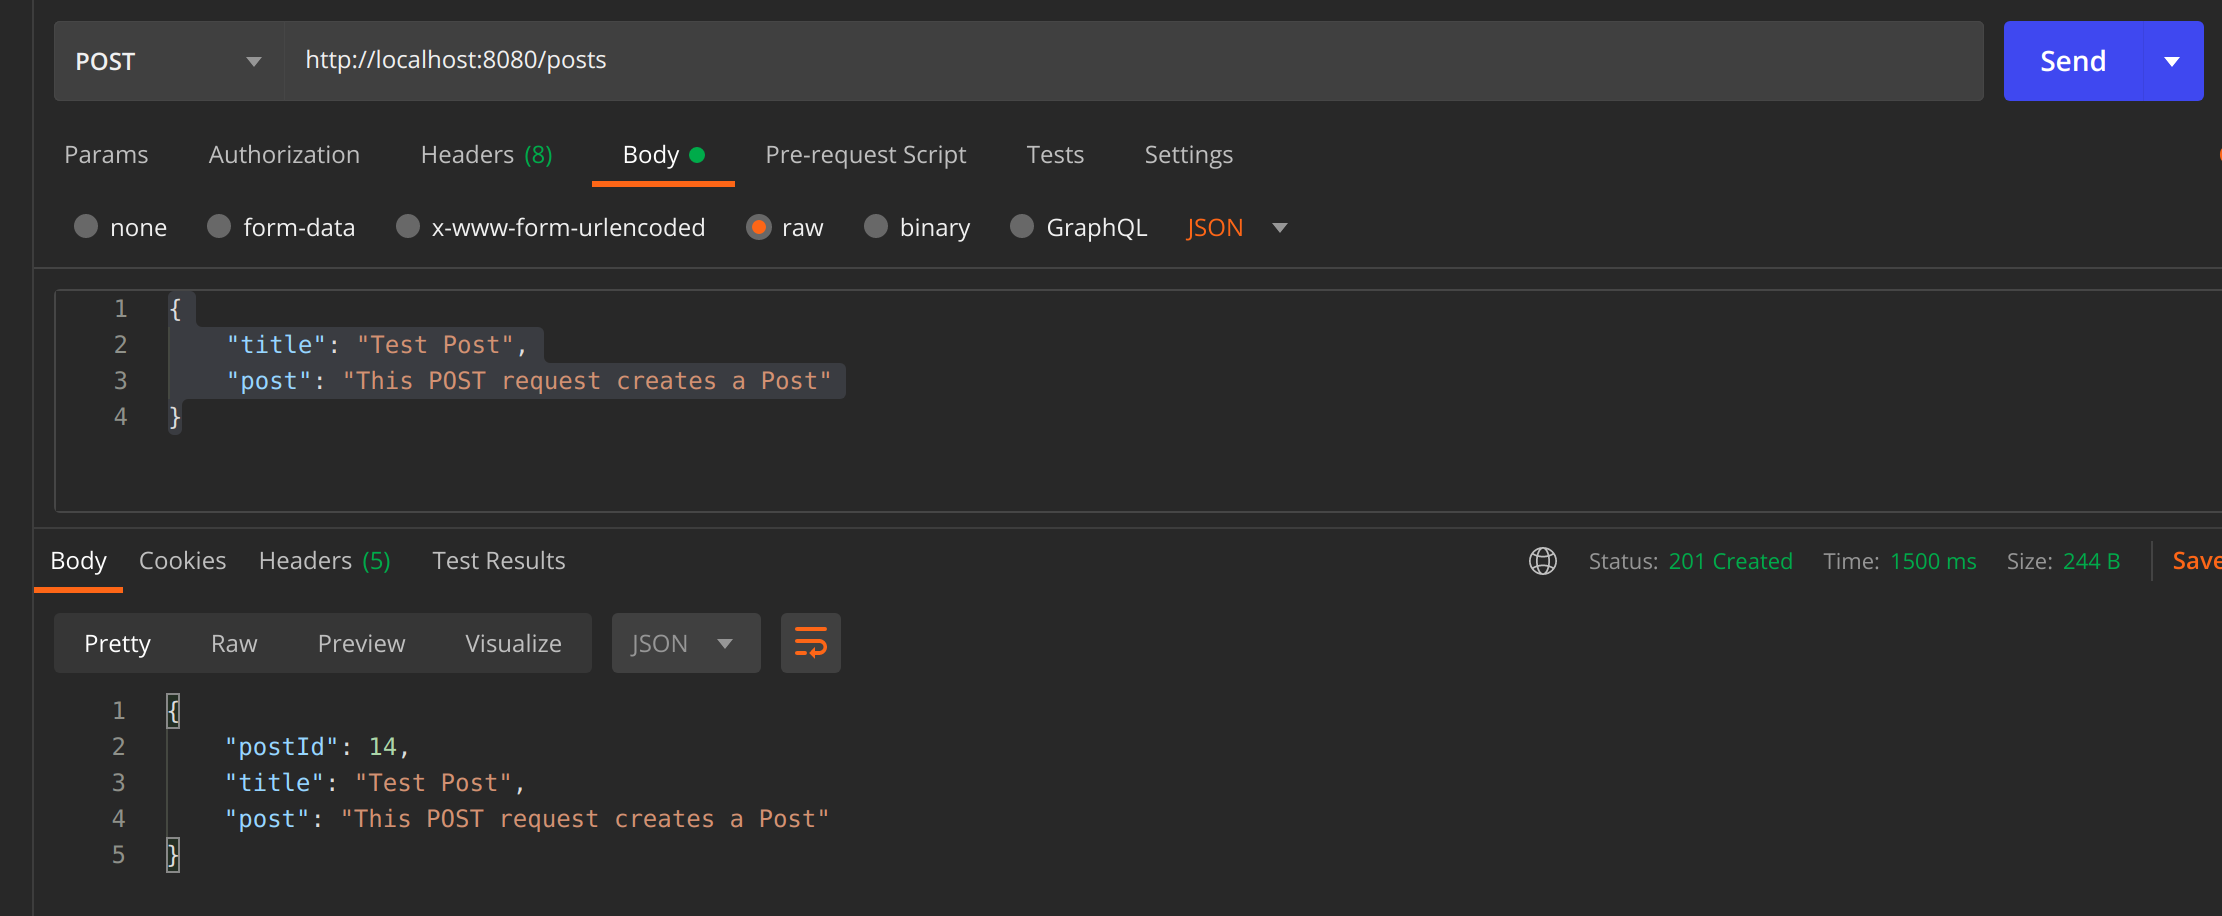 POST http://localhost:8080/posts Send
Params Authorization Headers (8) Body Pre-request Script Tests Settings
none form-data x-www-form-urlencoded raw binary GraphQL JSON
1 {
2 "title": "Test Post",
3 "post": "This POST request creates a Post"
4 }
Body Cookies Headers (5) Test Results Status: 201 Created Time: 1500 ms Size: 244 B Save
Pretty Raw Preview Visualize JSON
1 {
2 "postId": 14,
3 "title": "Test Post",
4 "post": "This POST request creates a Post"
5 }